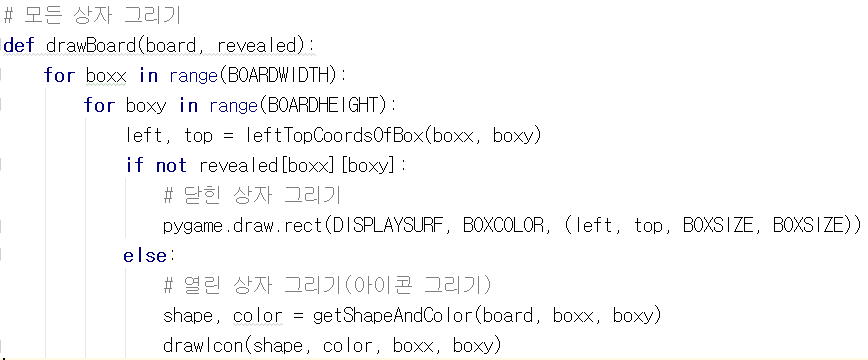 # 모든 상자 그리기
def drawBoard(board, revealed):
    for boxx in range(BOARDWIDTH):
        for boxy in range(BOARDHEIGHT):
            left, top = leftTopCoordsOfBox(boxx, boxy)
            if not revealed[boxx][boxy]:
                # 닫힌 상자 그리기
                pygame.draw.rect(DISPLAYSURF, BOXCOLOR, (left, top, BOXSIZE, BOXSIZE))
            else:
                # 열린 상자 그리기(아이콘 그리기)
                shape, color = getShapeAndColor(board, boxx, boxy)
                drawIcon(shape, color, boxx, boxy)